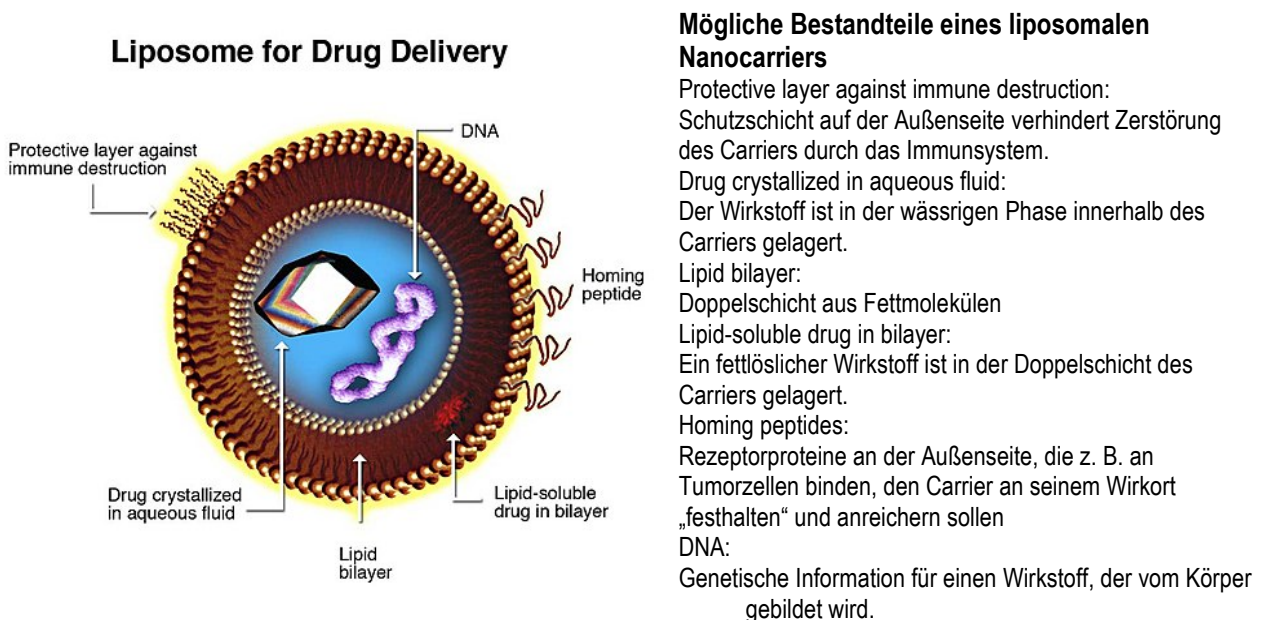 Liposome for Drug Delivery
Protective layer against
immune destruction
DNA
Homing
peptide
Drug crystallized
in aqueous fluid
Lipid
bilayer
Lipid-soluble
drug in bilayer
Mögliche Bestandteile eines liposomalen
Nanocarriers
Protective layer against immune destruction:
Schutzschicht auf der Außenseite verhindert Zerstörung
des Carriers durch das Immunsystem.
Drug crystallized in aqueous fluid:
Der Wirkstoff ist in der wässrigen Phase innerhalb des
Carriers gelagert.
Lipid bilayer:
Doppelschicht aus Fettmolekülen
Lipid-soluble drug in bilayer:
Ein fettlöslicher Wirkstoff ist in der Doppelschicht des
Carriers gelagert.
Homing peptides:
Rezeptorproteine an der Außenseite, die z. B. an
Tumorzellen binden, den Carrier an seinem Wirkort
„festhalten“ und anreichern sollen
DNA:
Genetische Information für einen Wirkstoff, der vom Körper
gebildet wird.